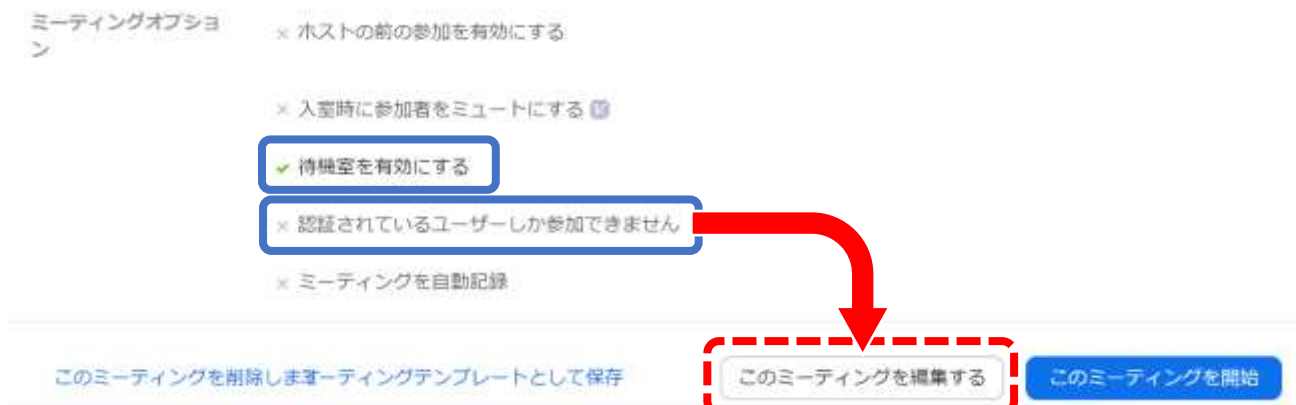 ミーティングオプショ
ン
× ホストの前の参加を有効にする
× 入室時に参加者をミュートにする
✓ 待機室を有効にする
× 認証されているユーザーしか参加できません
× ミーティングを自動記録
このミーティングを削除します
ーティングテンプレートとして保存
このミーティングを編集する
このミーティングを開始